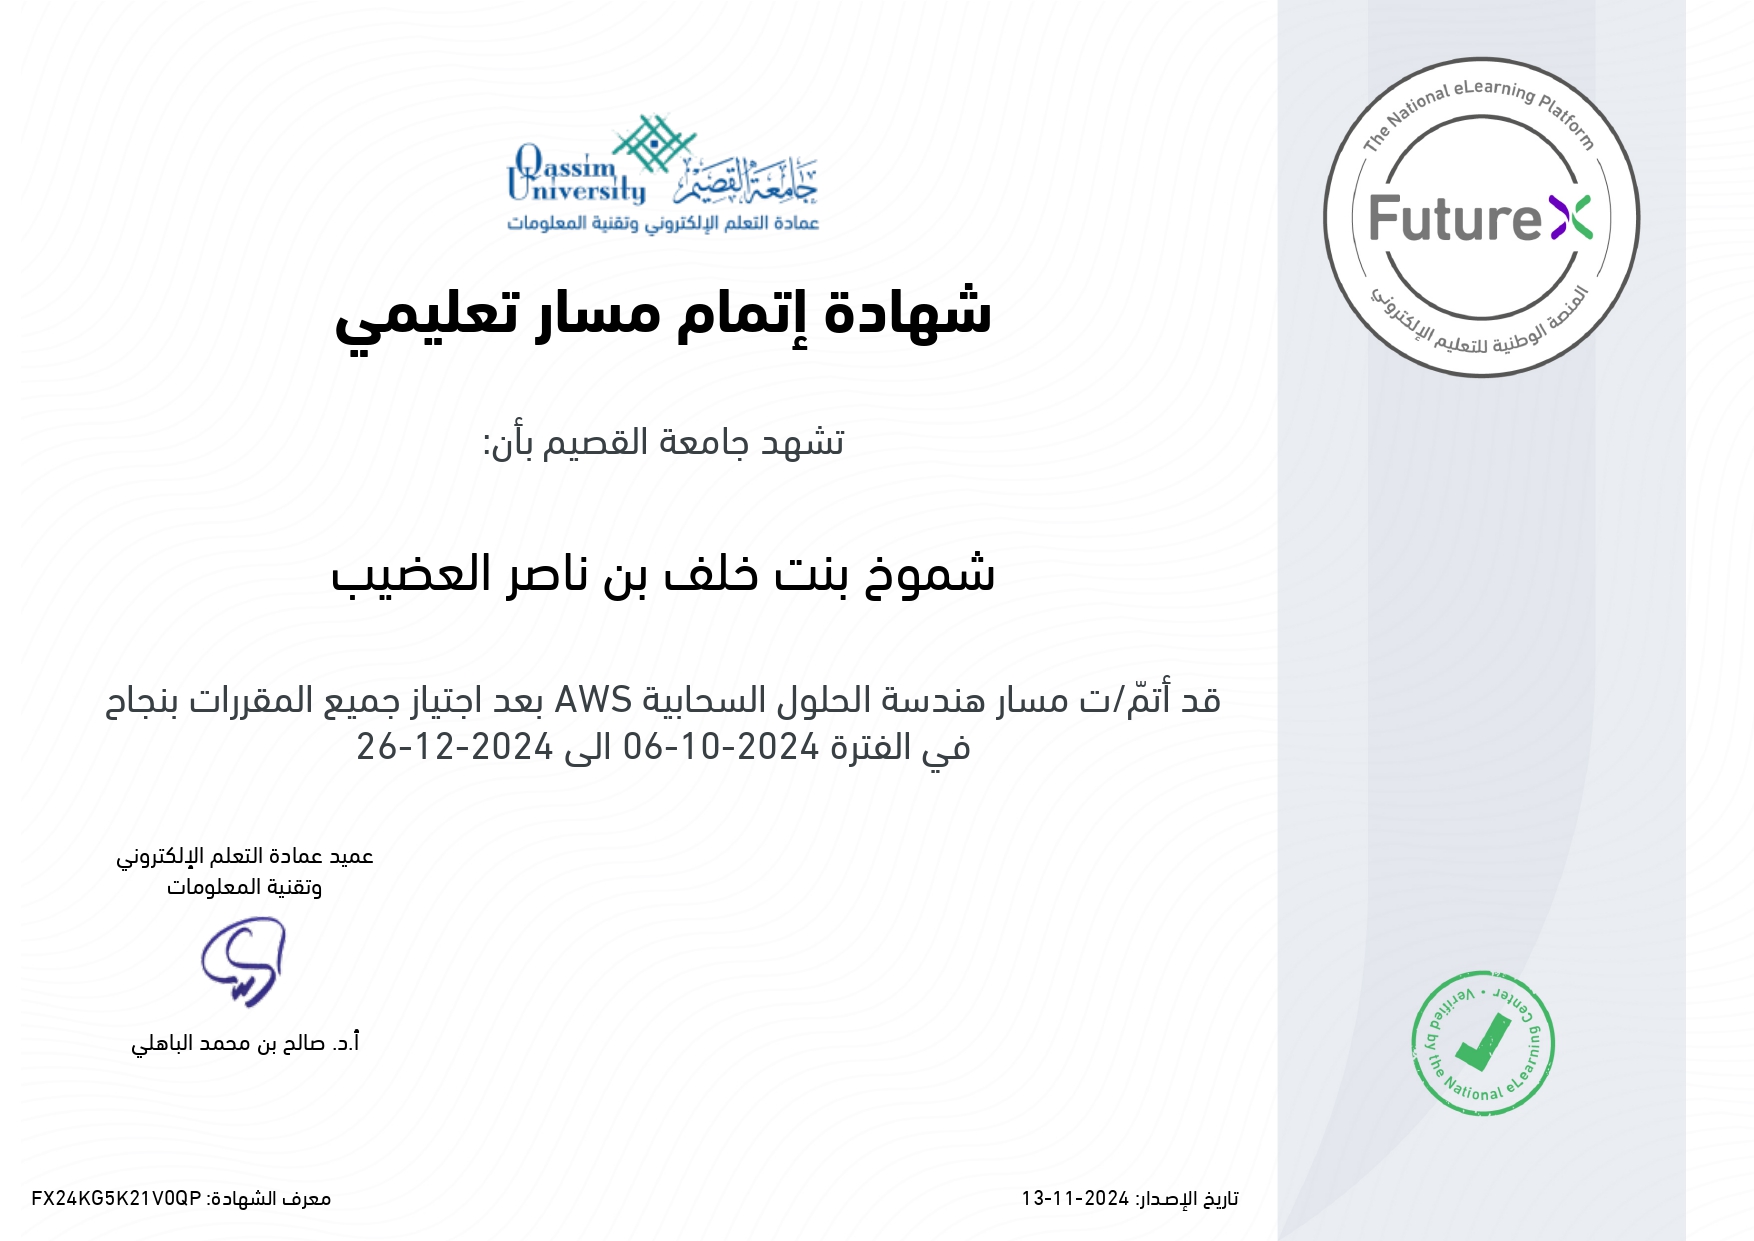 The National eLearning Platform
FutureX
المنصة الوطنية للتعليم الإلكتروني
Qassim University
جامعة القصيم
عمادة التعلم الإلكتروني وتقنية المعلومات
شهادة إتمام مسار تعليمي
تشهد جامعة القصيم بأن:
شموخ بنت خلف بن ناصر العضيب
قد أتمّ/ت مسار هندسة الحلول السحابية AWS بعد اجتياز جميع المقررات بنجاح
في الفترة 2024-10-06 الى 2024-12-26
عميد عمادة التعلم الإلكتروني
وتقنية المعلومات
أ.د. صالح بن محمد الباهلي
Verified by the National eLearning Center •
تاريخ الإصدار: 2024-11-13
معرف الشهادة: FX24KG5K21V0QP